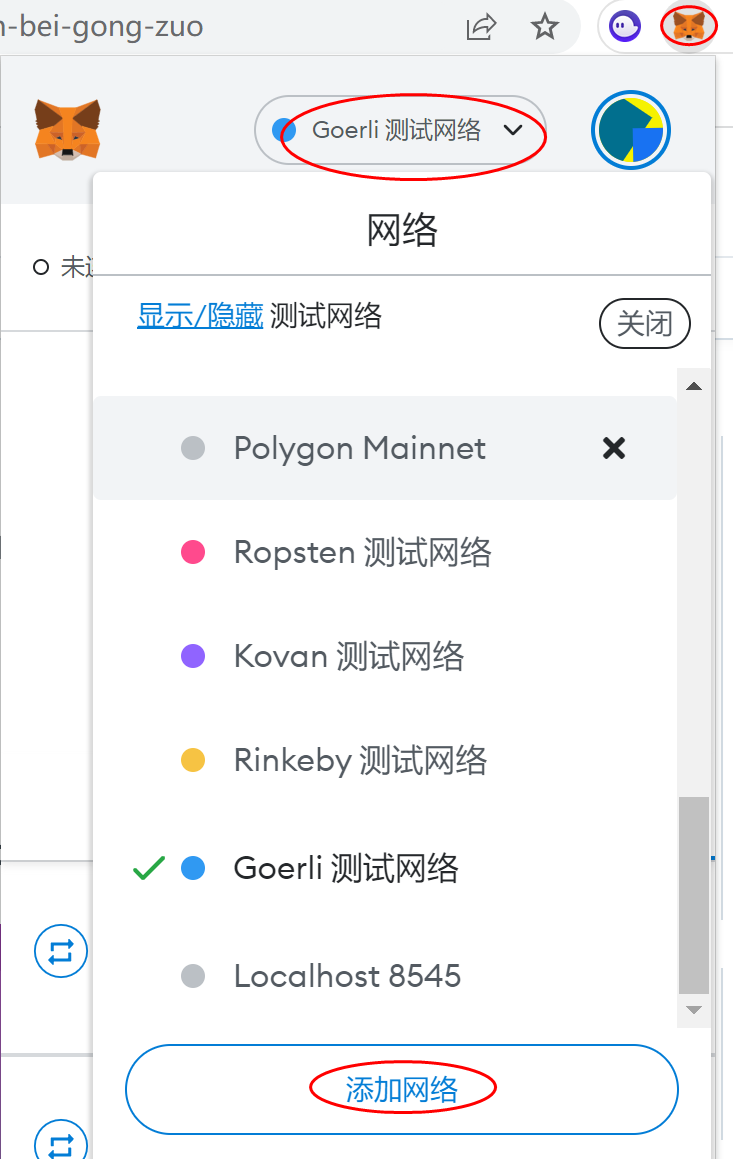 -bei-gong-zuo
Goerli 测试网络
网络
未
显示/隐藏 测试网络
关闭
Polygon Mainnet
Ropsten 测试网络
Kovan 测试网络
Rinkeby 测试网络
Goerli 测试网络
Localhost 8545
添加网络